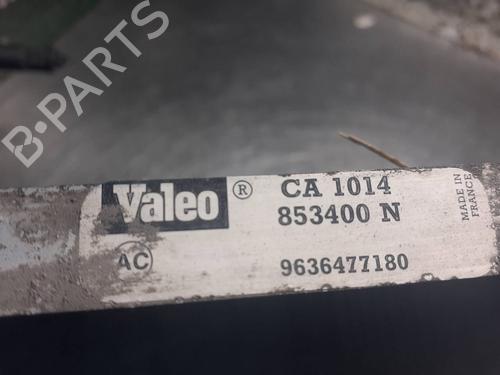 B-PARTS
Valeo ® CA 1014
853400 N
AC 9636477180
MADE IN
FRANCE